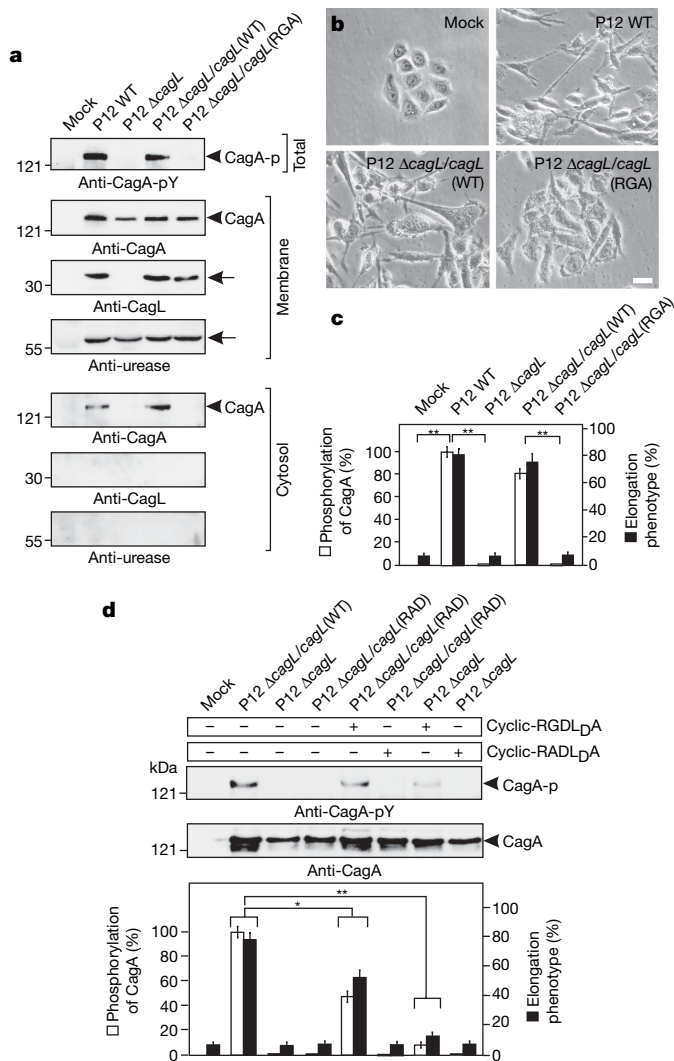 a
Mock
P12 WT
P12 ΔcagL
P12 ΔcagL/cagL(WT)
P12 ΔcagL/cagL(RGA)
121
CagA-p
Total
Anti-CagA-pY
121
CagA
Anti-CagA
30
Anti-CagL
55
Anti-urease
Membrane
121
CagA
Anti-CagA
30
Anti-CagL
55
Anti-urease
Cytosol
b
Mock
P12 WT
P12 ΔcagL/cagL
(WT)
P12 ΔcagL/cagL
(RGA)
c
Mock
P12 WT
P12 ΔcagL
P12 ΔcagL/cagL(WT)
P12 ΔcagL/cagL(RGA)
Phosphorylation
of CagA (%)
100
80
60
40
20
0
** ** **
100
80
60
40
20
0
Elongation
phenotype (%)
d
Mock
P12 ΔcagL/cagL(WT)
P12 ΔcagL
P12 ΔcagL/cagL(RAD)
P12 ΔcagL/cagL(RAD)
P12 ΔcagL/cagL(RAD)
P12 ΔcagL
P12 ΔcagL
– – – – + – + – Cyclic-RGDLDA
– – – – – + – + Cyclic-RADLDA
kDa
121
CagA-p
Anti-CagA-pY
121
CagA
Anti-CagA
Phosphorylation
of CagA (%)
100
80
60
40
20
0
**
*
100
80
60
40
20
0
Elongation
phenotype (%)